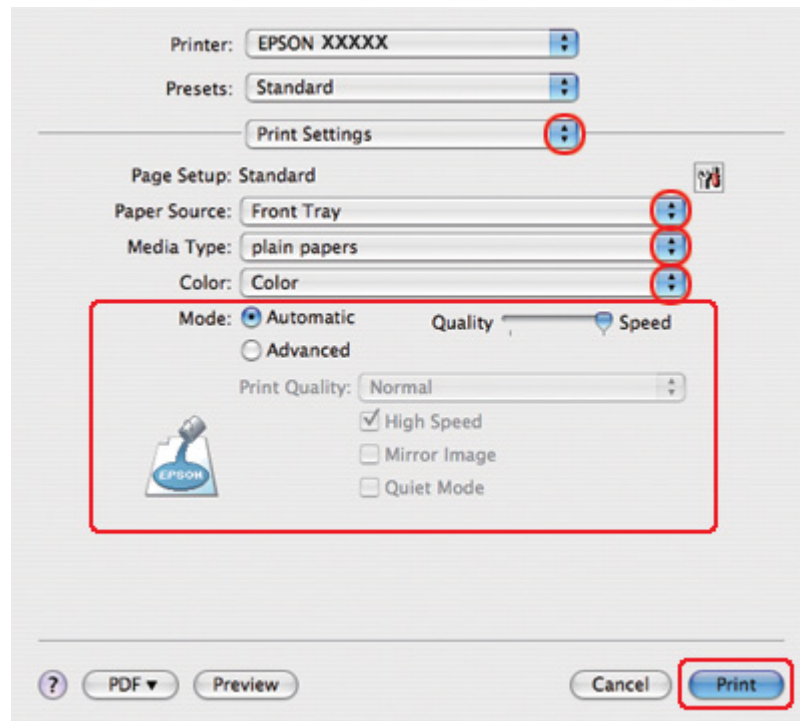 Printer: EPSON XXXXX
Presets: Standard
Print Settings
Page Setup: Standard
Paper Source: Front Tray
Media Type: plain papers
Color: Color
Mode: Automatic Quality Speed
Advanced
Print Quality: Normal
High Speed
Mirror Image
EPSON
Quiet Mode
? PDF Preview Cancel Print